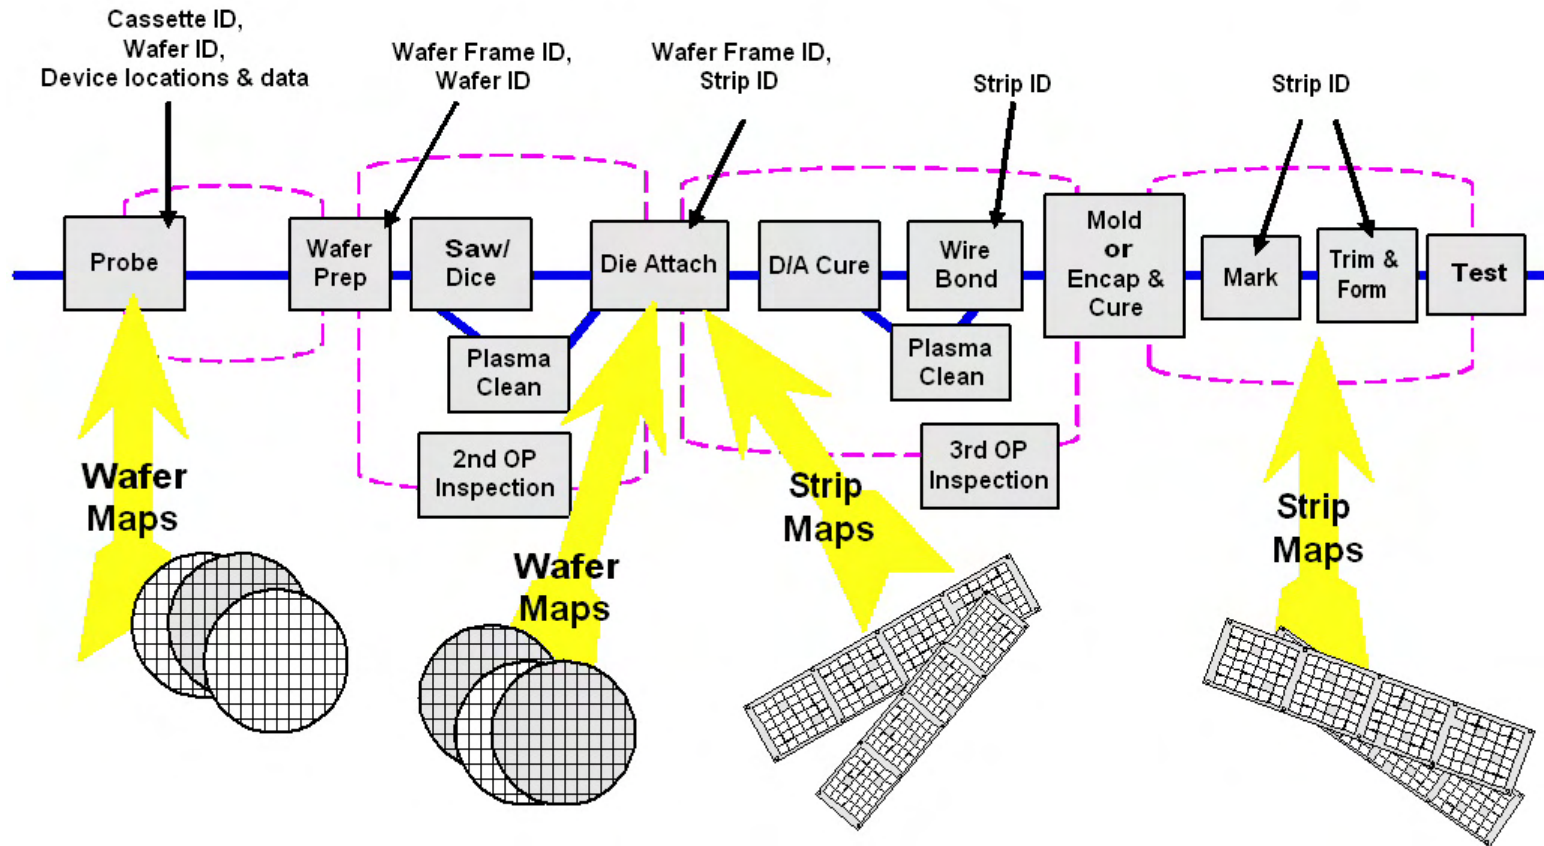 Cassette ID,
Wafer ID,
Device locations & data
Wafer Frame ID,
Wafer ID
Wafer Frame ID,
Strip ID
Strip ID
Strip ID
Probe
Wafer
Prep
Saw/
Dice
Die Attach
D/A Cure
Wire
Bond
Mold
or
Encap &
Cure
Mark
Trim &
Form
Test
Plasma
Clean
Plasma
Clean
2nd OP
Inspection
3rd OP
Inspection
Wafer
Maps
Wafer
Maps
Strip
Maps
Strip
Maps